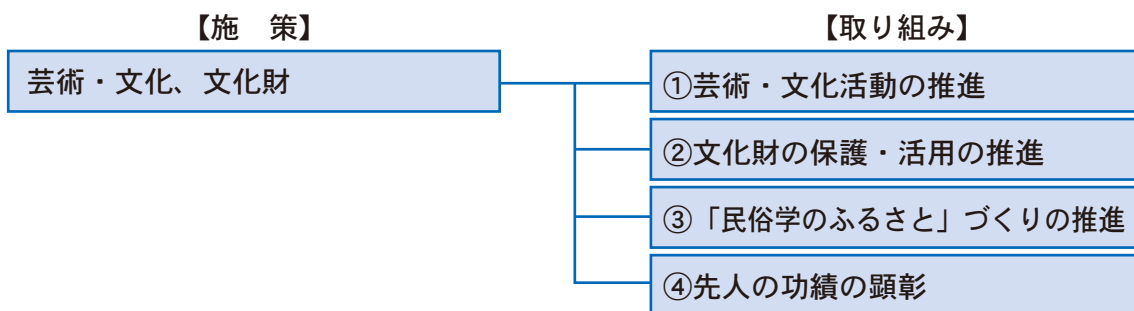 【施　策】
【取り組み】
芸術・文化、文化財
①芸術・文化活動の推進
②文化財の保護・活用の推進
③「民俗学のふるさと」づくりの推進
④先人の功績の顕彰